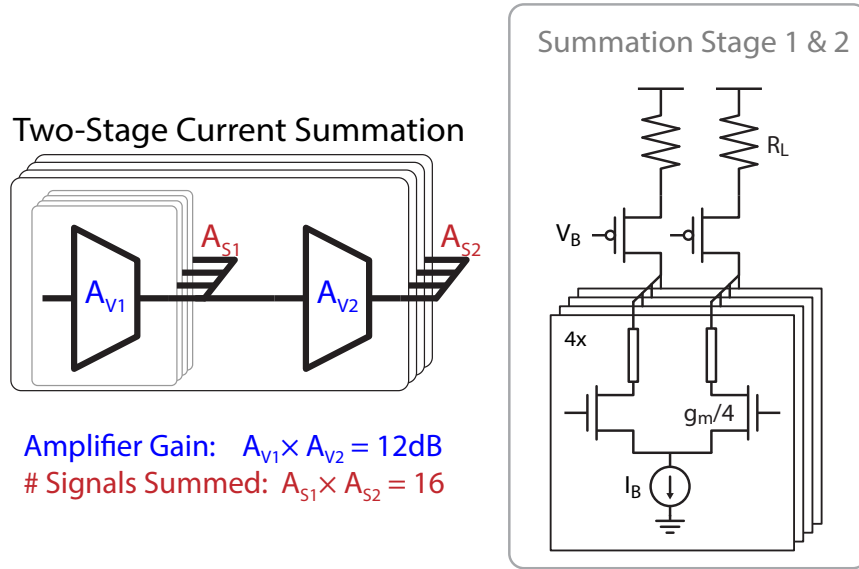 Two-Stage Current Summation
A_V1
A_S1
A_V2
A_S2
Amplifier Gain: A_V1 × A_V2 = 12dB
# Signals Summed: A_S1 × A_S2 = 16
Summation Stage 1 & 2
R_L
V_B
4x
g_m/4
I_B